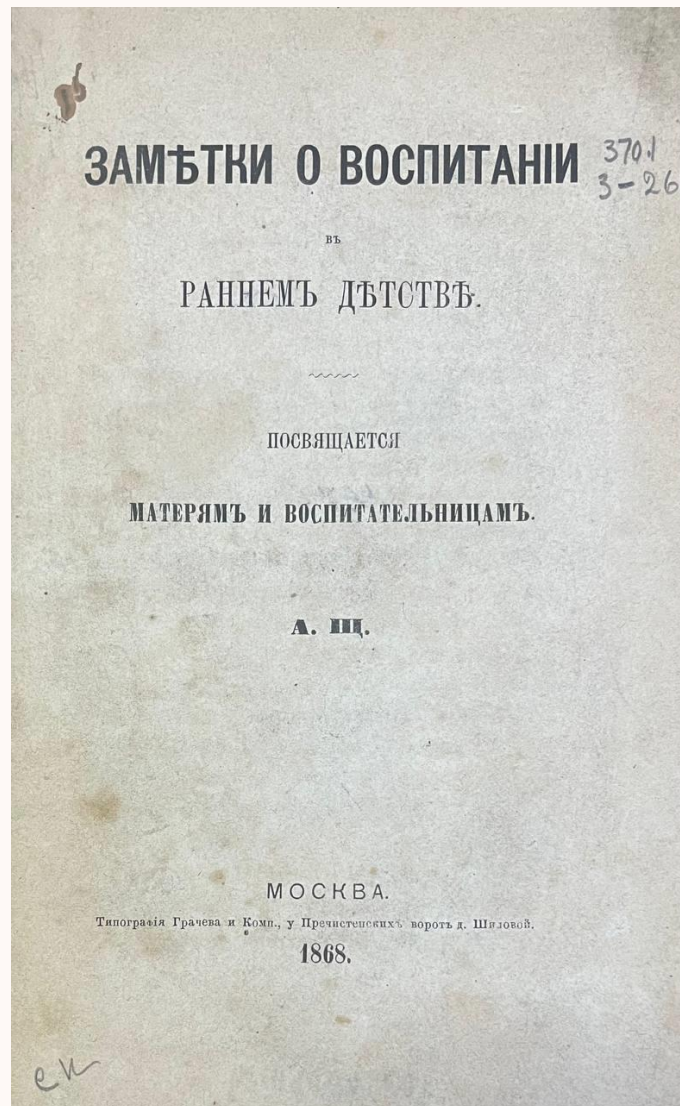 ЗАМѢТКИ О ВОСПИТАНІИ
370.1
3-26
ВЪ
РАННЕМЪ ДѢТСТВѢ.
ПОСВЯЩАЕТСЯ
МАТЕРЯМЪ И ВОСПИТАТЕЛЬНИЦАМЪ.
А. Щ.
МОСКВА.
Типографія Грачева и Комп., у Пречистенскихъ воротъ д. Шиловой.
1868.